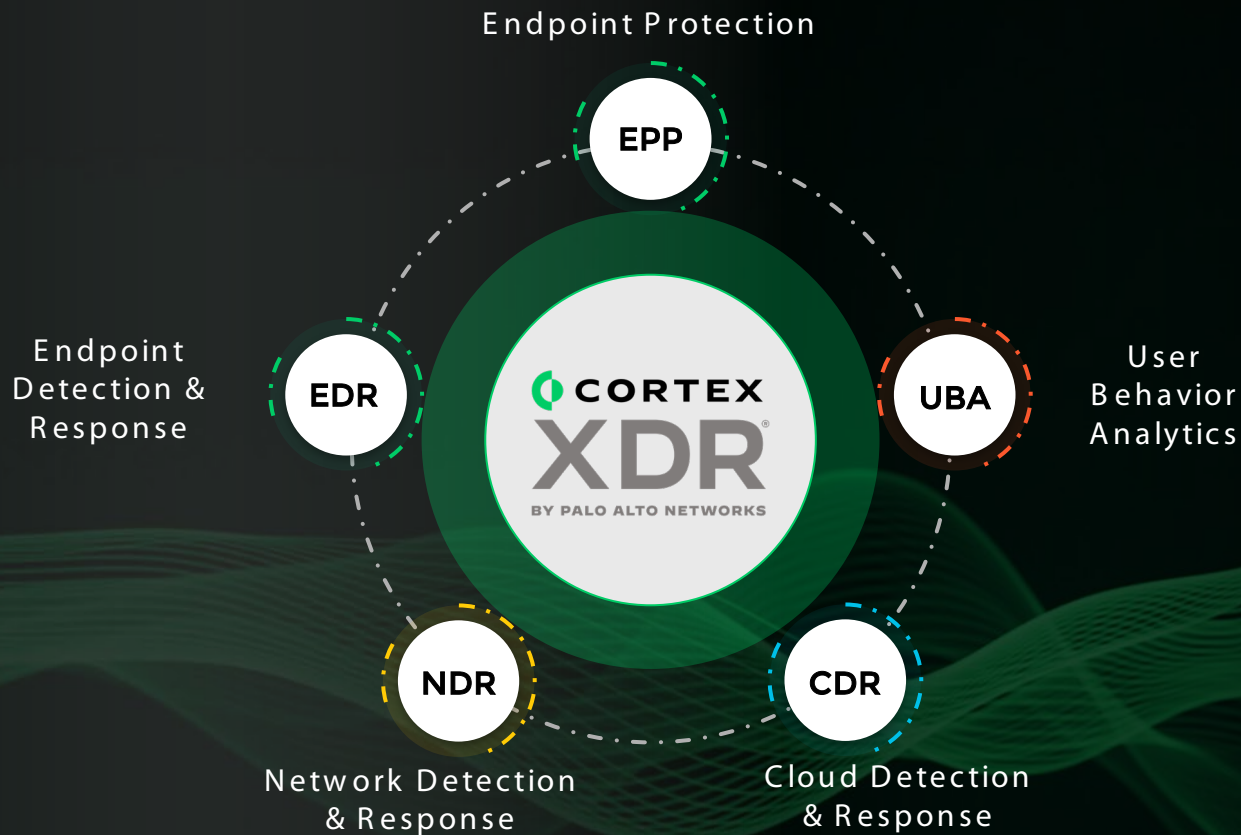 Endpoint Protection
EPP
Endpoint
Detection &
Response
EDR
CORTEX
XDR®
BY PALO ALTO NETWORKS
UBA
User
Behavior
Analytics
NDR
CDR
Network Detection
& Response
Cloud Detection
& Response